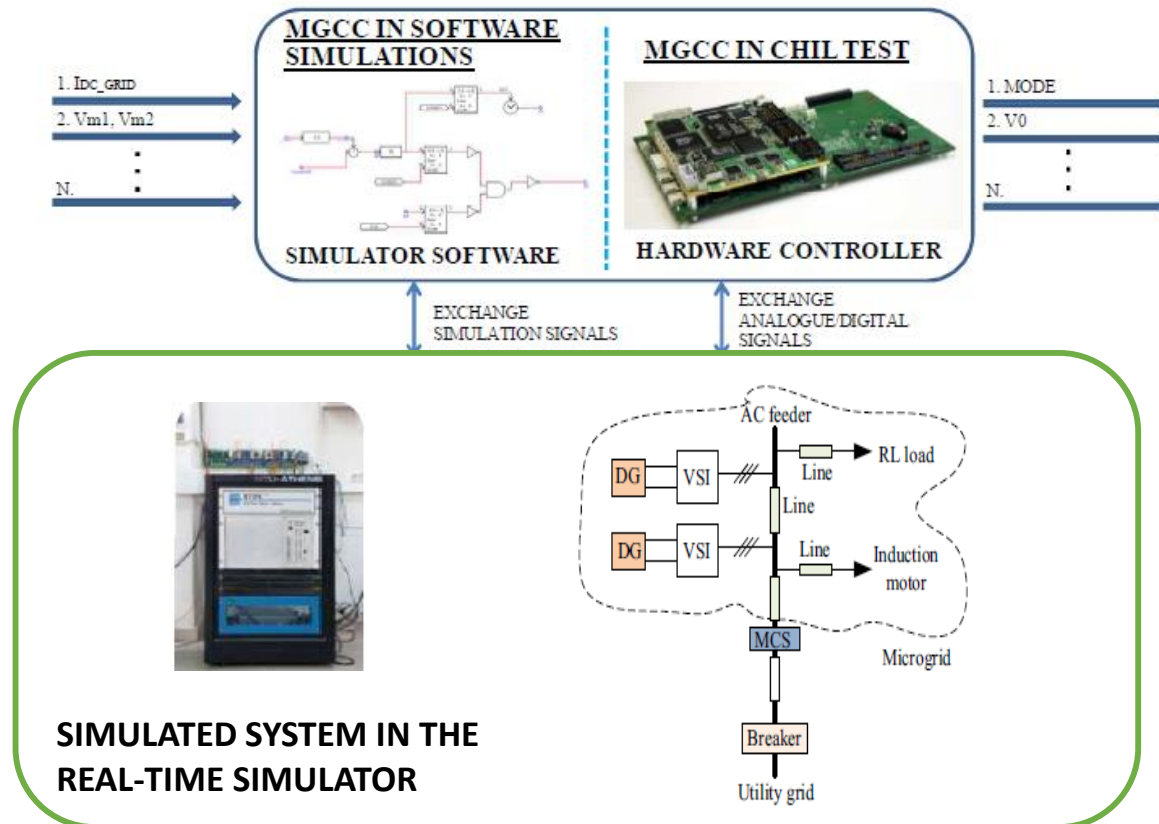 MGCC IN SOFTWARE
SIMULATIONS
MGCC IN CHIL TEST
1. IDC_GRID
2. Vm1, Vm2
N.
1. MODE
2. V0
N.
SIMULATOR SOFTWARE
HARDWARE CONTROLLER
EXCHANGE
SIMULATION SIGNALS
EXCHANGE
ANALOGUE/DIGITAL
SIGNALS
AC feeder
RL load
Line
DG
VSI
Line
DG
VSI
Line
Induction
motor
MCS
Microgrid
Breaker
Utility grid
SIMULATED SYSTEM IN THE
REAL-TIME SIMULATOR